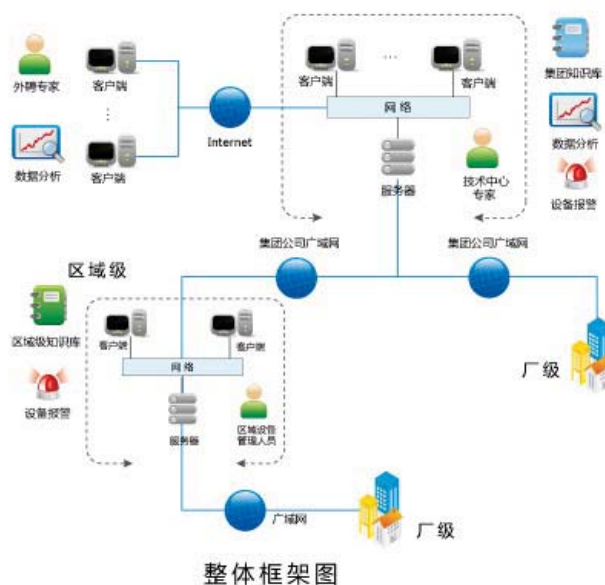 外聘专家
客户端
...
数据分析
客户端
Internet
客户端
...
客户端
网络
服务器
技术中心
专家
集团知识库
数据分析
设备报警
集团公司广域网
集团公司广域网
区域级
区域级知识库
设备报警
客户端
客户端
网络
服务器
区域设备
管理人员
厂级
广域网
厂级
整体框架图